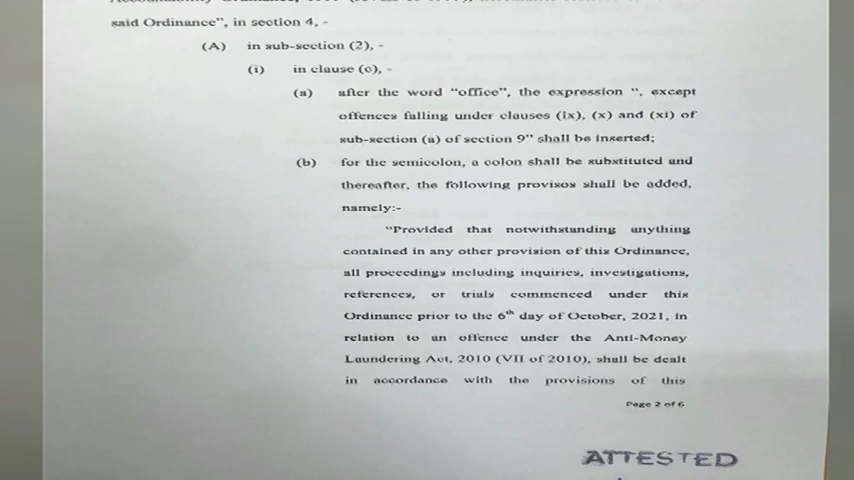 said Ordinance", in section 4, -
(A) in sub-section (2), -
(i) in clause (c), -
(a) after the word "office", the expression ", except
offences falling under clauses (ix), (x) and (xi) of
sub-section (a) of section 9" shall be inserted;
(b) for the semicolon, a colon shall be substituted and
thereafter, the following provisos shall be added,
namely:-
"Provided that notwithstanding anything
contained in any other provision of this Ordinance,
all proceedings including inquiries, investigations,
references, or trials commenced under this
Ordinance prior to the 6th day of October, 2021, in
relation to an offence under the Anti-Money
Laundering Act, 2010 (VII of 2010), shall be dealt
in accordance with the provisions of this
Page 2 of 6
ATTESTED